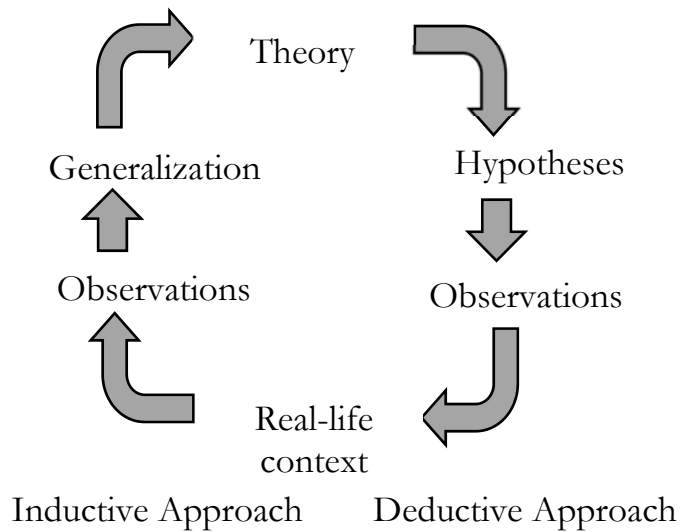 Theory
Generalization
Hypotheses
Observations
Observations
Real-life
context
Inductive Approach
Deductive Approach